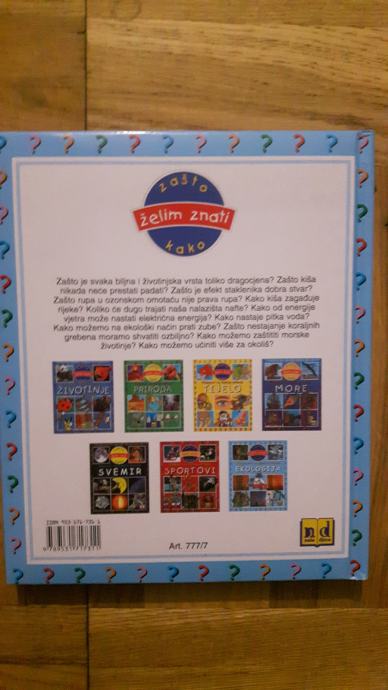 zašto
želim znati
kako
Zašto je svaka biljna i životinjska vrsta toliko dragocjena? Zašto kiša
nikada neće prestati padati? Zašto je efekt staklenika dobra stvar?
Zašto rupa u ozonskom omotaču nije prava rupa? Kako kiša zagađuje
rijeke? Koliko će dugo trajati naša nalazišta nafte? Kako od energije
vjetra može nastati električna energija? Kako nastaje pitka voda?
Kako možemo na ekološki način prati zube? Zašto nestajanje koraljnih
grebena moramo shvatiti ozbiljno? Kako možemo zaštititi morske
životinje? Kako možemo učiniti više za okoliš?
ŽIVOTINJE
PRIRODA
TIJELO
MORE
SVEMIR
SPORTOVI
EKOLOGIJA
Art. 777/7
nd